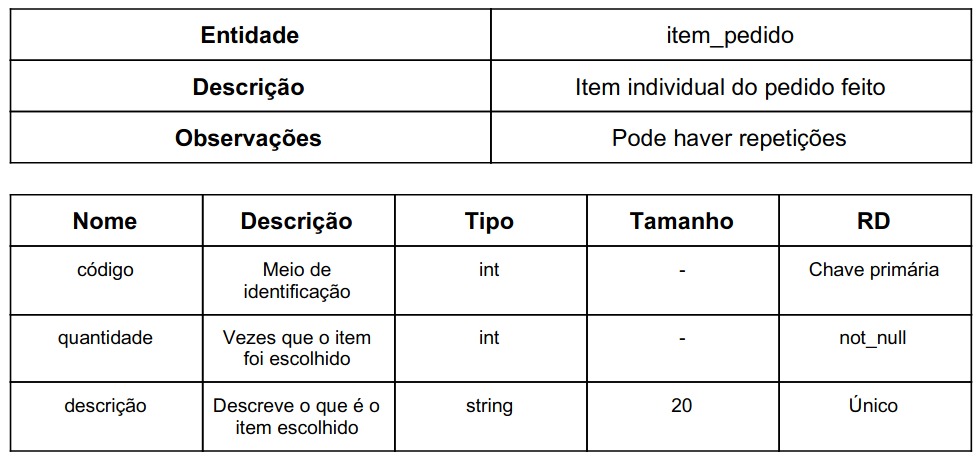 Entidade item_pedido
Descrição Item individual do pedido feito
Observações Pode haver repetições
Nome Descrição Tipo Tamanho RD
código Meio de identificação int - Chave primária
quantidade Vezes que o item foi escolhido int - not_null
descrição Descreve o que é o item escolhido string 20 Único